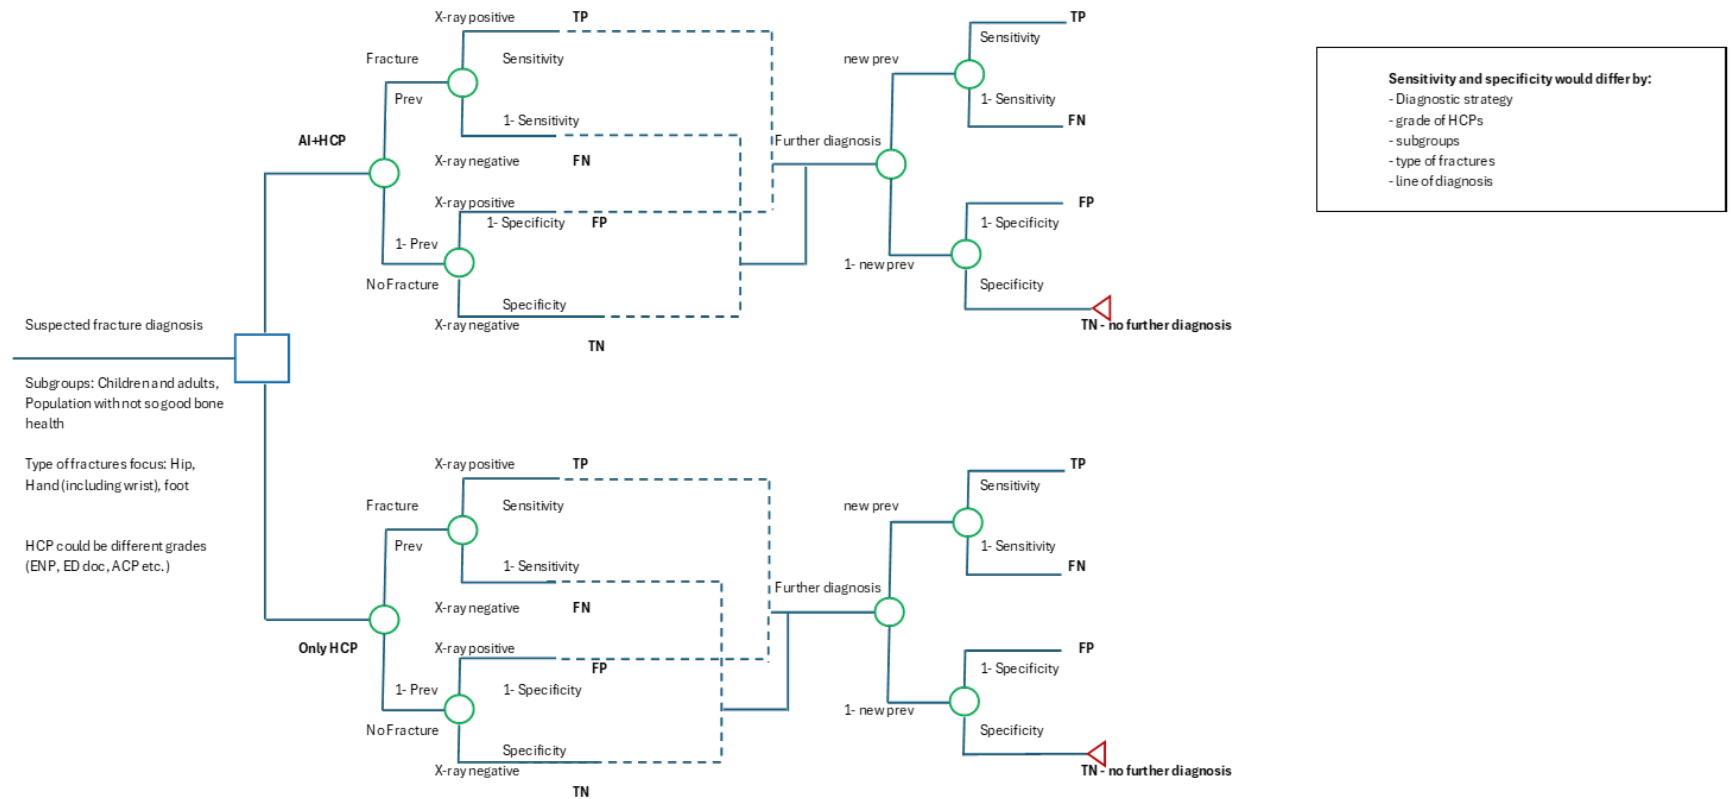 X-ray positive
TP
Sensitivity
Fracture
Prev
1- Sensitivity
X-ray negative
FN
AI+HCP
X-ray positive
1- Specificity
FP
1- Prev
No Fracture
Specificity
X-ray negative
TN
Further diagnosis
new prev
TP
Sensitivity
1- Sensitivity
FN
FP
1- Specificity
1- new prev
Specificity
TN - no further diagnosis
Sensitivity and specificity would differ by:
- Diagnostic strategy
- grade of HCPs
- subgroups
- type of fractures
- line of diagnosis
Suspected fracture diagnosis
Subgroups: Children and adults,
Population with not so good bone
health
Type of fractures focus: Hip,
Hand (including wrist), foot
HCP could be different grades
(ENP, ED doc, ACP etc.)
X-ray positive
TP
Sensitivity
Fracture
Prev
1- Sensitivity
X-ray negative
FN
Only HCP
X-ray positive
FP
1- Specificity
1- Prev
No Fracture
Specificity
X-ray negative
TN
Further diagnosis
new prev
TP
Sensitivity
1- Sensitivity
FN
FP
1- Specificity
1- new prev
Specificity
TN - no further diagnosis